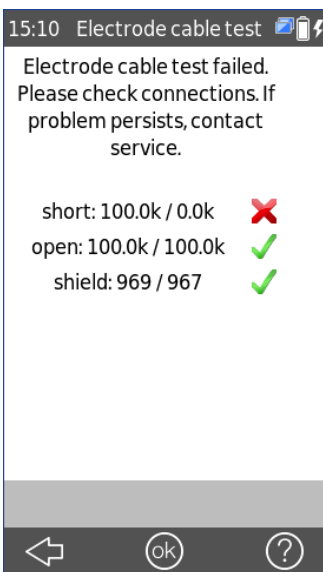 15:10 Electrode cable test
Electrode cable test failed.
Please check connections. If
problem persists, contact
service.
short: 100.0k / 0.0k
open: 100.0k / 100.0k
shield: 969 / 967
ok
?